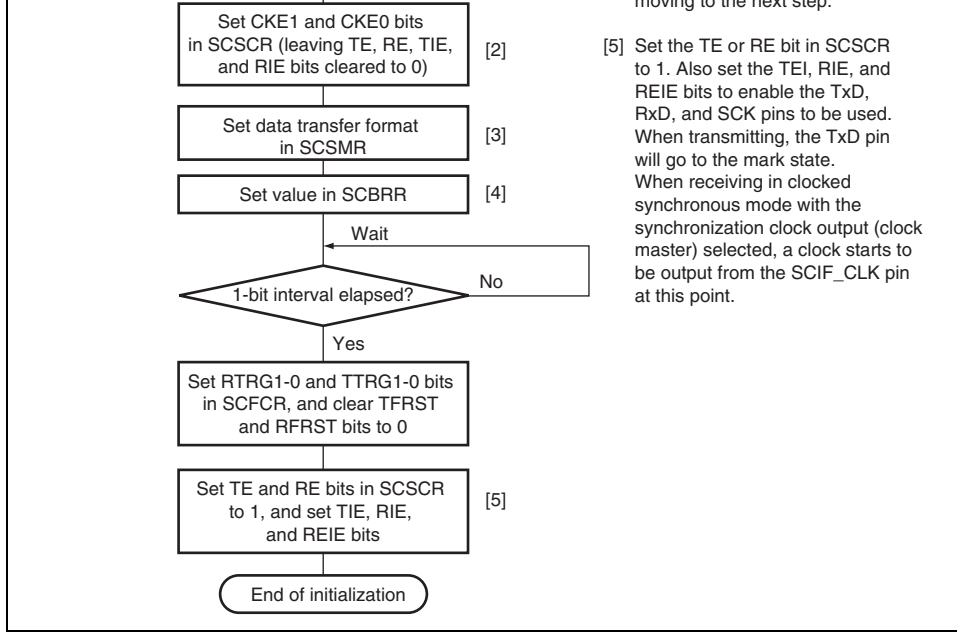 moving to the next step.
Set CKE1 and CKE0 bits
in SCSCR (leaving TE, RE, TIE,
and RIE bits cleared to 0)
[2]
[5] Set the TE or RE bit in SCSCR
to 1. Also set the TEI, RIE, and
REIE bits to enable the TxD,
RxD, and SCK pins to be used.
When transmitting, the TxD pin
will go to the mark state.
When receiving in clocked
synchronous mode with the
synchronization clock output (clock
master) selected, a clock starts to
be output from the SCIF_CLK pin
at this point.
Set data transfer format
in SCSMR
[3]
Set value in SCBRR
[4]
Wait
1-bit interval elapsed?
No
Yes
Set RTRG1-0 and TTRG1-0 bits
in SCFCR, and clear TFRST
and RFRST bits to 0
Set TE and RE bits in SCSCR
to 1, and set TIE, RIE,
and REIE bits
[5]
End of initialization